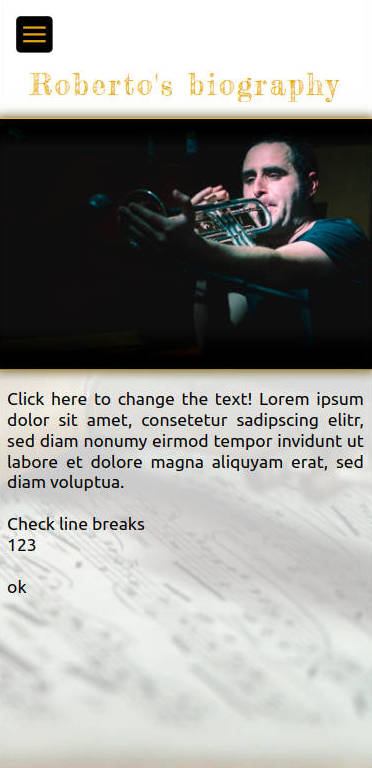 Roberto's biography
Click here to change the text! Lorem ipsum
dolor sit amet, consetetur sadipscing elitr,
sed diam nonumy eirmod tempor invidunt ut
labore et dolore magna aliquyam erat, sed
diam voluptua.
Check line breaks
123
ok